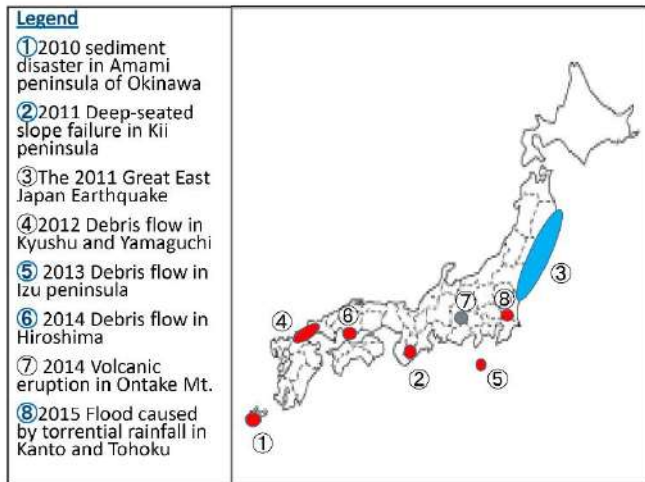 Legend
①2010 sediment
disaster in Amami
peninsula of Okinawa
②2011 Deep-seated
slope failure in Kii
peninsula
③The 2011 Great East
Japan Earthquake
④2012 Debris flow in
Kyushu and Yamaguchi
⑤ 2013 Debris flow in
Izu peninsula
⑥ 2014 Debris flow in
Hiroshima
⑦ 2014 Volcanic
eruption in Ontake Mt.
⑧2015 Flood caused
by torrential rainfall in
Kanto and Tohoku
③
⑦
⑧
⑥
④
②
⑤
①